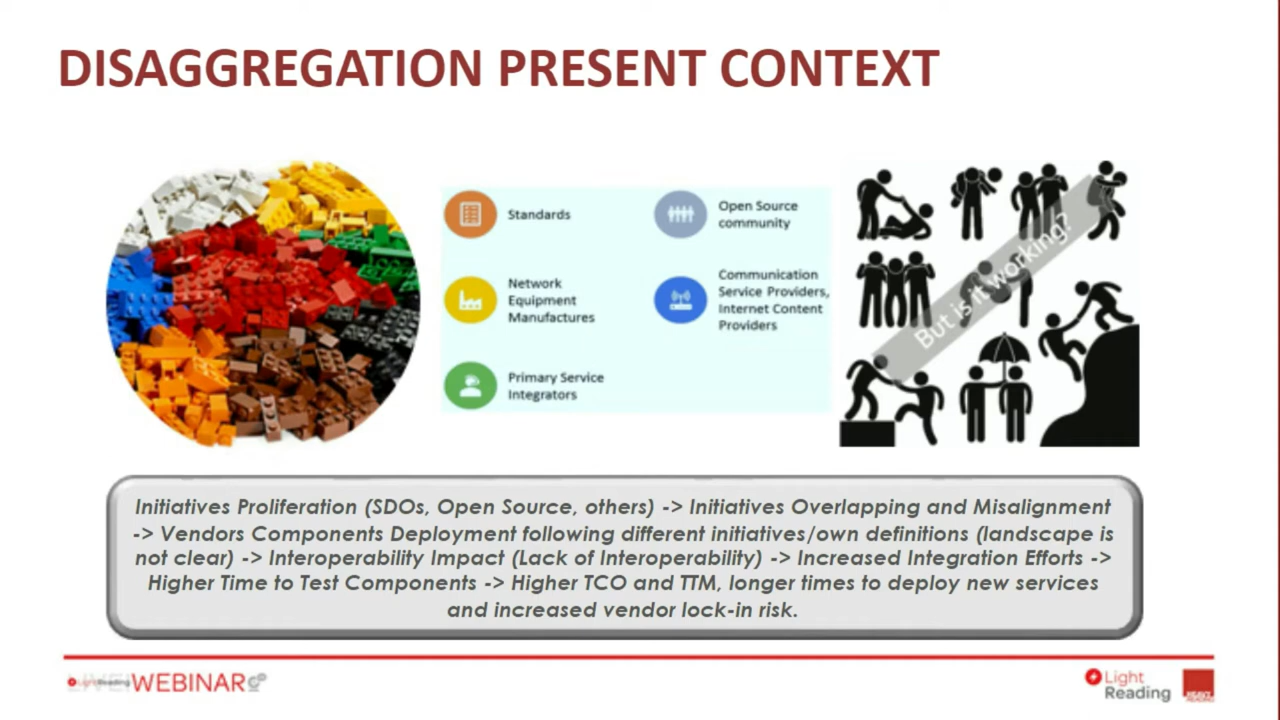 DISAGGREGATION PRESENT CONTEXT
Standards
Network
Equipment
Manufactures
Primary Service
Integrators
Open Source
community
Communication
Service Providers,
Internet Content
Providers
But is it working?
Initiatives Proliferation (SDOs, Open Source, others) -> Initiatives Overlapping and Misalignment
-> Vendors Components Deployment following different initiatives/own definitions (landscape is
not clear) -> Interoperability Impact (Lack of Interoperability) -> Increased Integration Efforts ->
Higher Time to Test Components -> Higher TCO and TTM, longer times to deploy new services
and increased vendor lock-in risk.
WEBINAR
Light
Reading